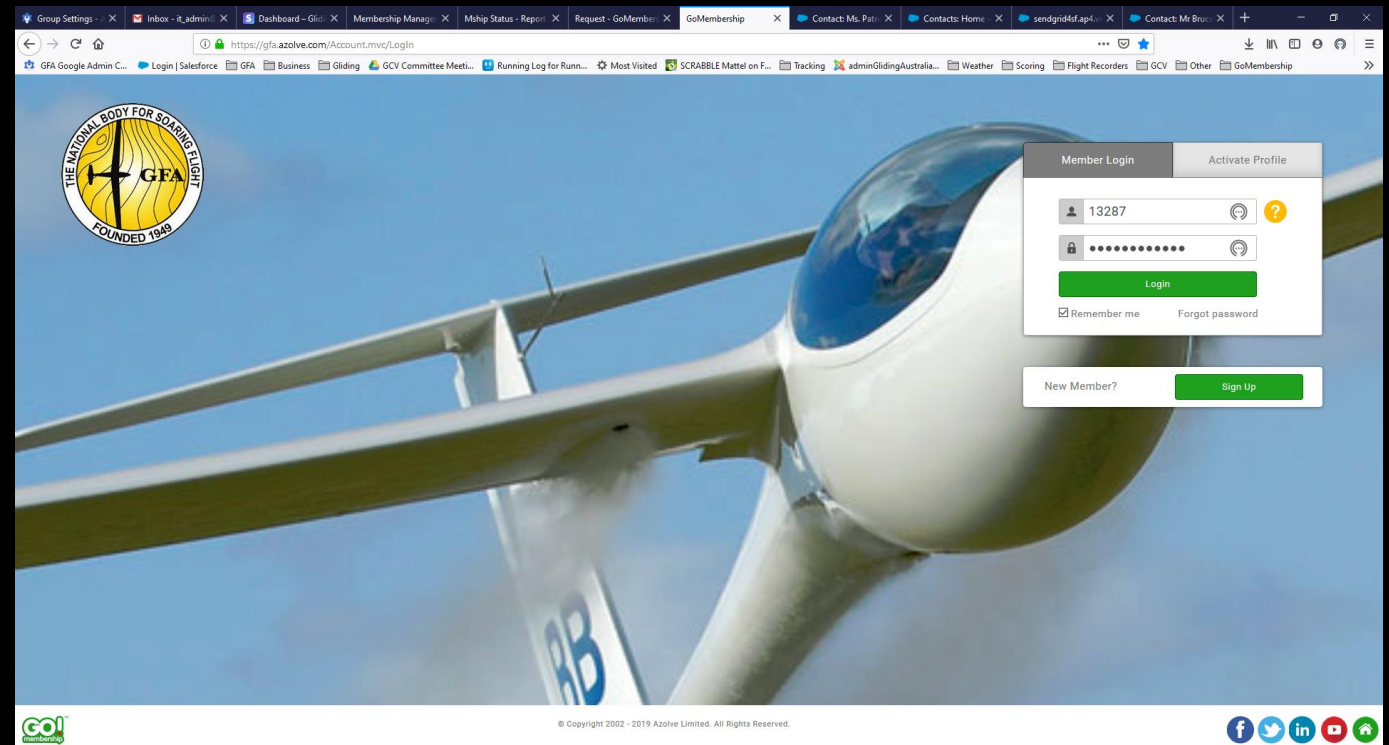 Group Settings - A
Inbox - it_admin@
Dashboard – Glidi
Membership Manage
Mship Status - Report
Request - GoMember
GoMembership
Contact: Ms. Patri
Contacts: Home -
sendgrid4sf.ap4.vi
Contact: Mr Bruce
https://gfa.azolve.com/Account.mvc/LogIn
GFA Google Admin C...
Login | Salesforce
GFA
Business
Gliding
GCV Committee Meeti...
Running Log for Runn...
Most Visited
SCRABBLE Mattel on F...
Tracking
adminGlidingAustralia...
Weather
Scoring
Flight Recorders
GCV
Other
GoMembership
THE NATIONAL BODY FOR SOARING FLIGHT
GFA
FOUNDED 1949
Member Login
Activate Profile
13287
?
Login
Remember me
Forgot password
New Member?
Sign Up
BB
GO!
membership
© Copyright 2002 - 2019 Azolve Limited. All Rights Reserved.